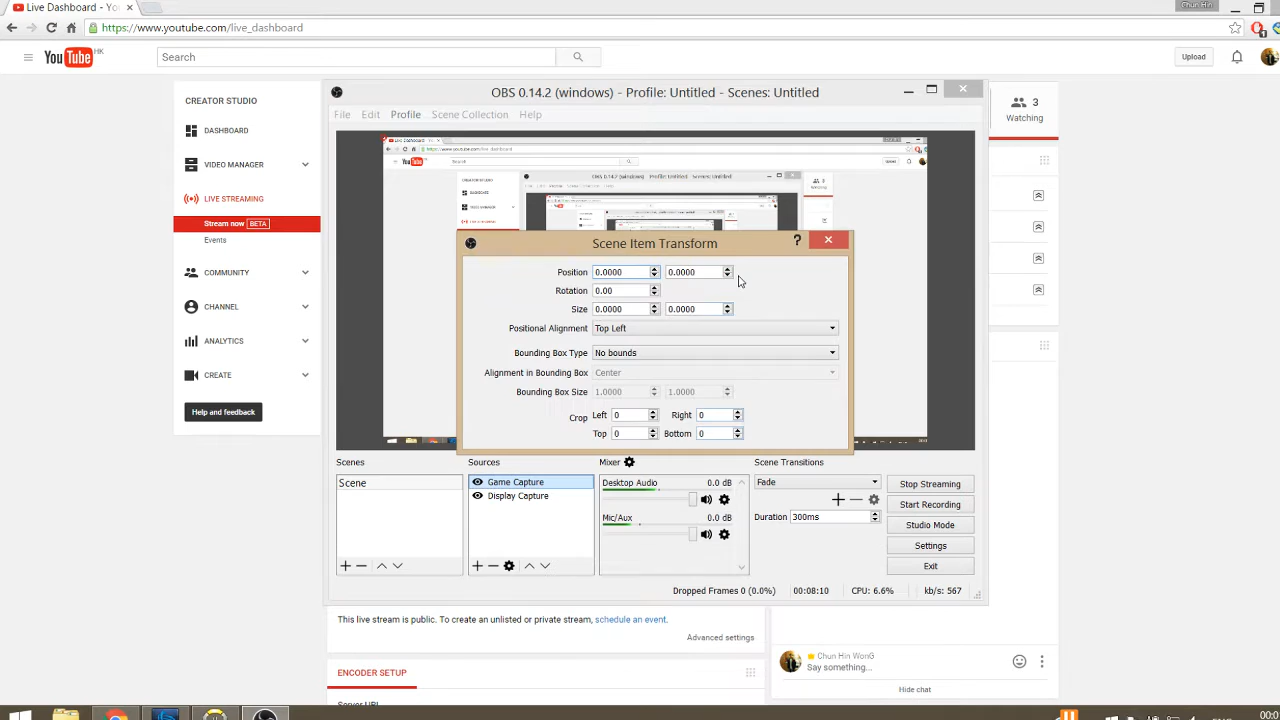 Live Dashboard - Yo
Chun Hin
https://www.youtube.com/live_dashboard
YouTube HK
Search
Upload
CREATOR STUDIO
DASHBOARD
VIDEO MANAGER
LIVE STREAMING
Stream now BETA
Events
COMMUNITY
CHANNEL
ANALYTICS
CREATE
Help and feedback
3
Watching
OBS 0.14.2 (windows) - Profile: Untitled - Scenes: Untitled
File Edit Profile Scene Collection Help
Scene Item Transform
?
Position 0.0000 0.0000
Rotation 0.00
Size 0.0000 0.0000
Positional Alignment Top Left
Bounding Box Type No bounds
Alignment in Bounding Box Center
Bounding Box Size 1.0000 1.0000
Crop Left 0 Right 0
Top 0 Bottom 0
Scenes
Scene
Sources
Game Capture
Display Capture
Mixer
Desktop Audio 0.0 dB
Mic/Aux 0.0 dB
Scene Transitions
Fade
Duration 300ms
Stop Streaming
Start Recording
Studio Mode
Settings
Exit
Dropped Frames 0 (0.0%) 00:08:10 CPU: 6.6% kb/s: 567
This live stream is public. To create an unlisted or private stream, schedule an event.
Advanced settings
ENCODER SETUP
Server URL
Chun Hin WonG
Say something...
Hide chat